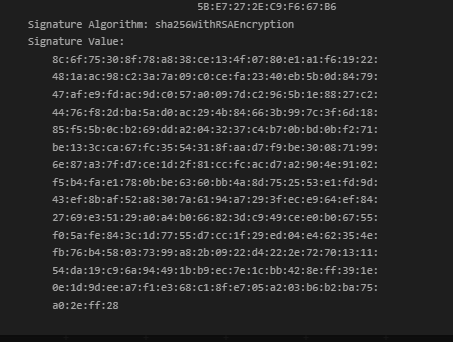 5B:E7:27:2E:C9:F6:67:B6
Signature Algorithm: sha256WithRSAEncryption
Signature Value:
8c:6f:75:30:8f:78:a8:38:ce:13:4f:07:80:e1:a1:f6:19:22:
48:1a:ac:98:c2:3a:7a:09:c0:ce:fa:23:40:eb:5b:0d:84:79:
47:af:e9:fd:ac:9d:c0:57:a0:09:7d:c2:96:5b:1e:88:27:c2:
44:76:f8:2d:ba:5a:d0:ac:29:4b:84:66:3b:99:7c:3f:6d:18:
85:f5:5b:0c:b2:69:dd:a2:04:32:37:c4:b7:0b:bd:0b:f2:71:
be:13:3c:ca:67:fc:35:54:31:8f:aa:d7:f9:be:30:08:71:99:
6e:87:a3:7f:d7:ce:1d:2f:81:cc:fc:ac:d7:a2:90:4e:91:02:
f5:b4:fa:e1:78:0b:be:63:60:bb:4a:8d:75:25:53:e1:fd:9d:
43:ef:8b:af:52:a8:30:7a:61:94:a7:29:3f:ec:e9:64:ef:84:
27:69:e3:51:29:a0:a4:b0:66:82:3d:c9:49:ce:e0:b0:67:55:
f0:5a:fe:84:3c:1d:77:55:d7:cc:1f:29:ed:04:e4:62:35:4e:
fb:76:b4:58:03:73:99:a8:2b:09:22:d4:22:2e:72:70:13:11:
54:da:19:c9:6a:94:49:1b:b9:ec:7e:1c:bb:42:8e:ff:39:1e:
0e:1d:9d:ee:a7:f1:e3:68:c1:8f:e7:05:a2:03:b6:b2:ba:75:
a0:2e:ff:28